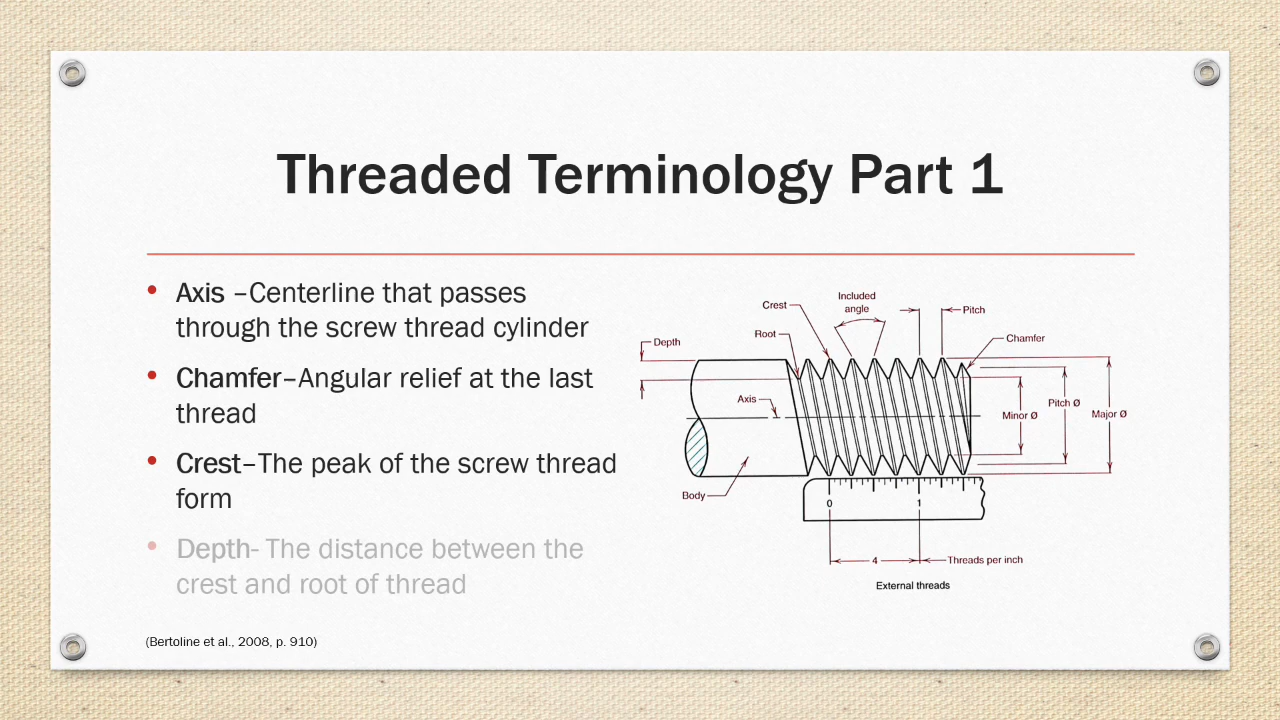 Threaded Terminology Part 1
• Axis –Centerline that passes
through the screw thread cylinder
• Chamfer–Angular relief at the last
thread
• Crest–The peak of the screw thread
form
• Depth- The distance between the
crest and root of thread
(Bertoline et al., 2008, p. 910)
Included
angle
Crest
Pitch
Root
Depth
Chamfer
Axis
Minor Ø
Pitch Ø
Major Ø
Body
0
1
4
Threads per inch
External threads